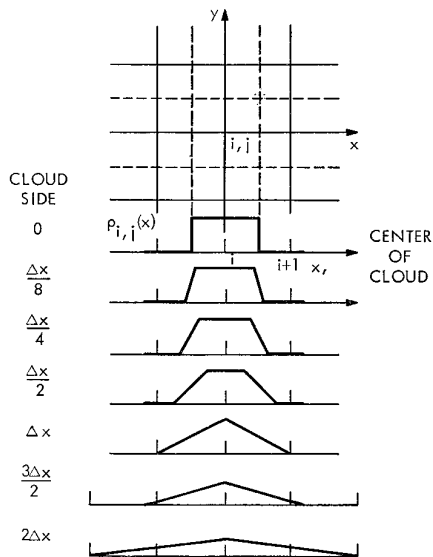 y
i, j
x
CLOUD
SIDE
0
ρi, j(x)
i+1 x,
CENTER
OF
CLOUD
Δx
8
Δx
4
Δx
2
Δx
3Δx
2
2Δx